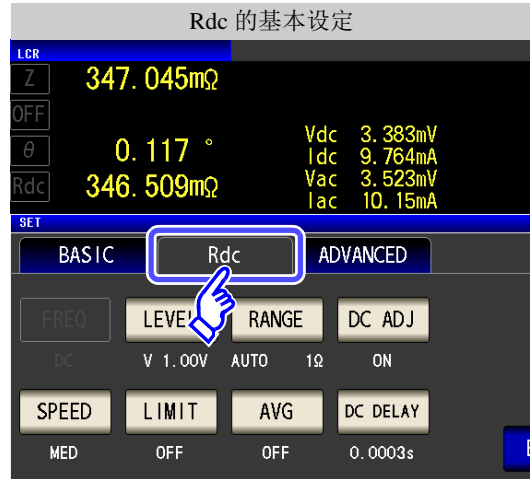 Rdc 的基本设定
LCR
Z 347.045mΩ
OFF
θ 0.117 ° Vdc 3.383mV
Idc 9.764mA
Rdc 346.509mΩ Vac 3.523mV
Iac 10.15mA
SET
BASIC Rdc ADVANCED
FREQ LEVEL RANGE DC ADJ
DC V 1.00V AUTO 1Ω ON
SPEED LIMIT AVG DC DELAY
MED OFF OFF 0.0003s